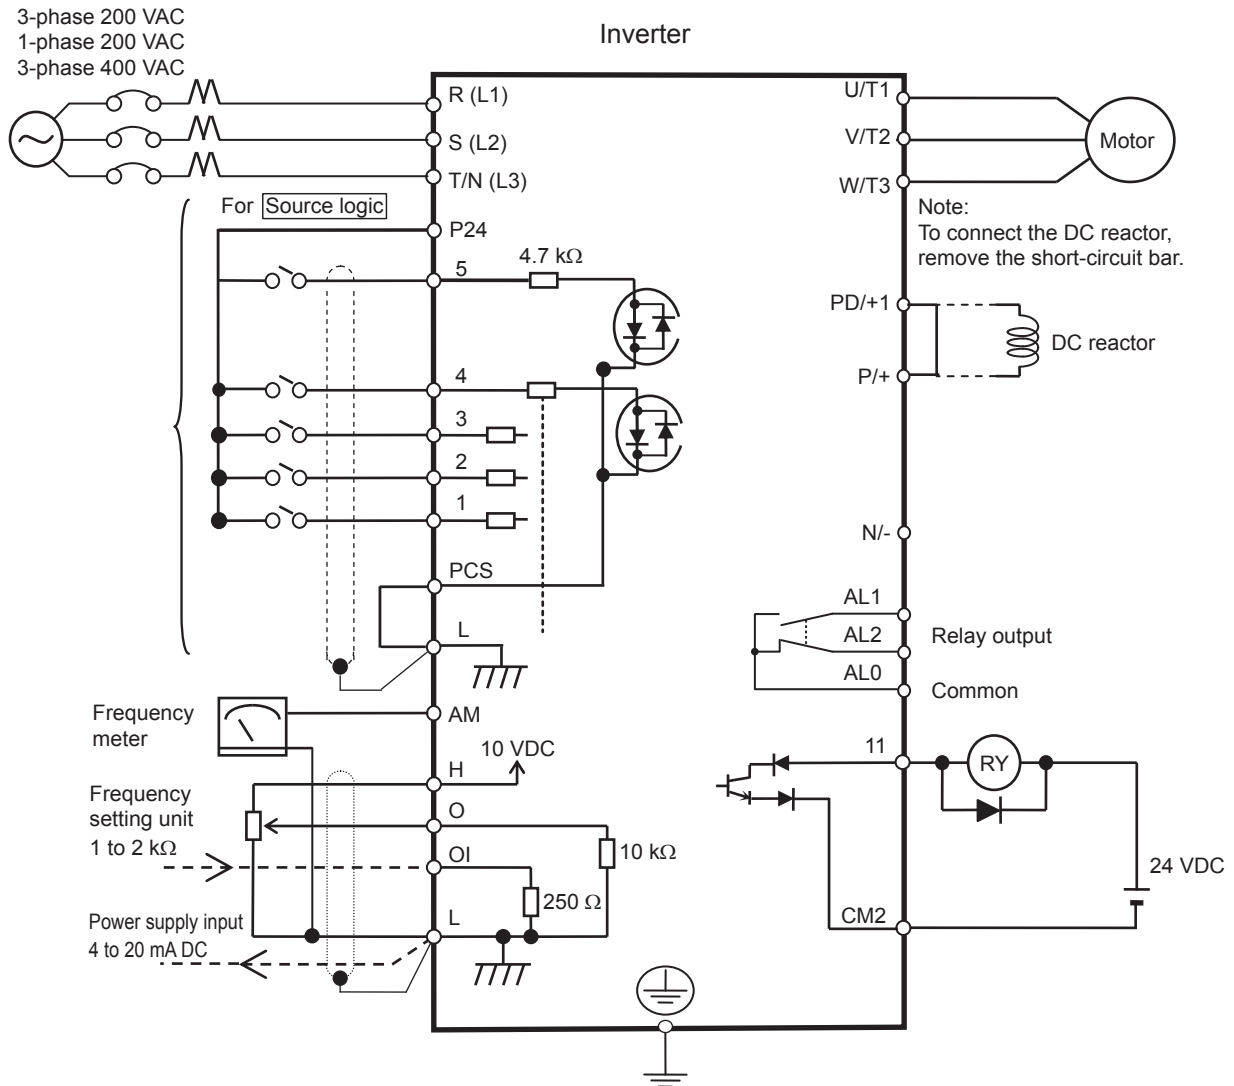 3-phase 200 VAC
1-phase 200 VAC
3-phase 400 VAC
Inverter
R (L1)
S (L2)
T/N (L3)
U/T1
V/T2
W/T3
Motor
For Source logic
P24
5
4.7 kΩ
4
3
2
1
PCS
L
Note:
To connect the DC reactor,
remove the short-circuit bar.
PD/+1
P/+
DC reactor
N/-
AL1
AL2
AL0
Relay output
Common
Frequency
meter
AM
H
10 VDC
Frequency
setting unit
1 to 2 kΩ
O
OI
10 kΩ
250 Ω
L
Power supply input
4 to 20 mA DC
11
RY
24 VDC
CM2